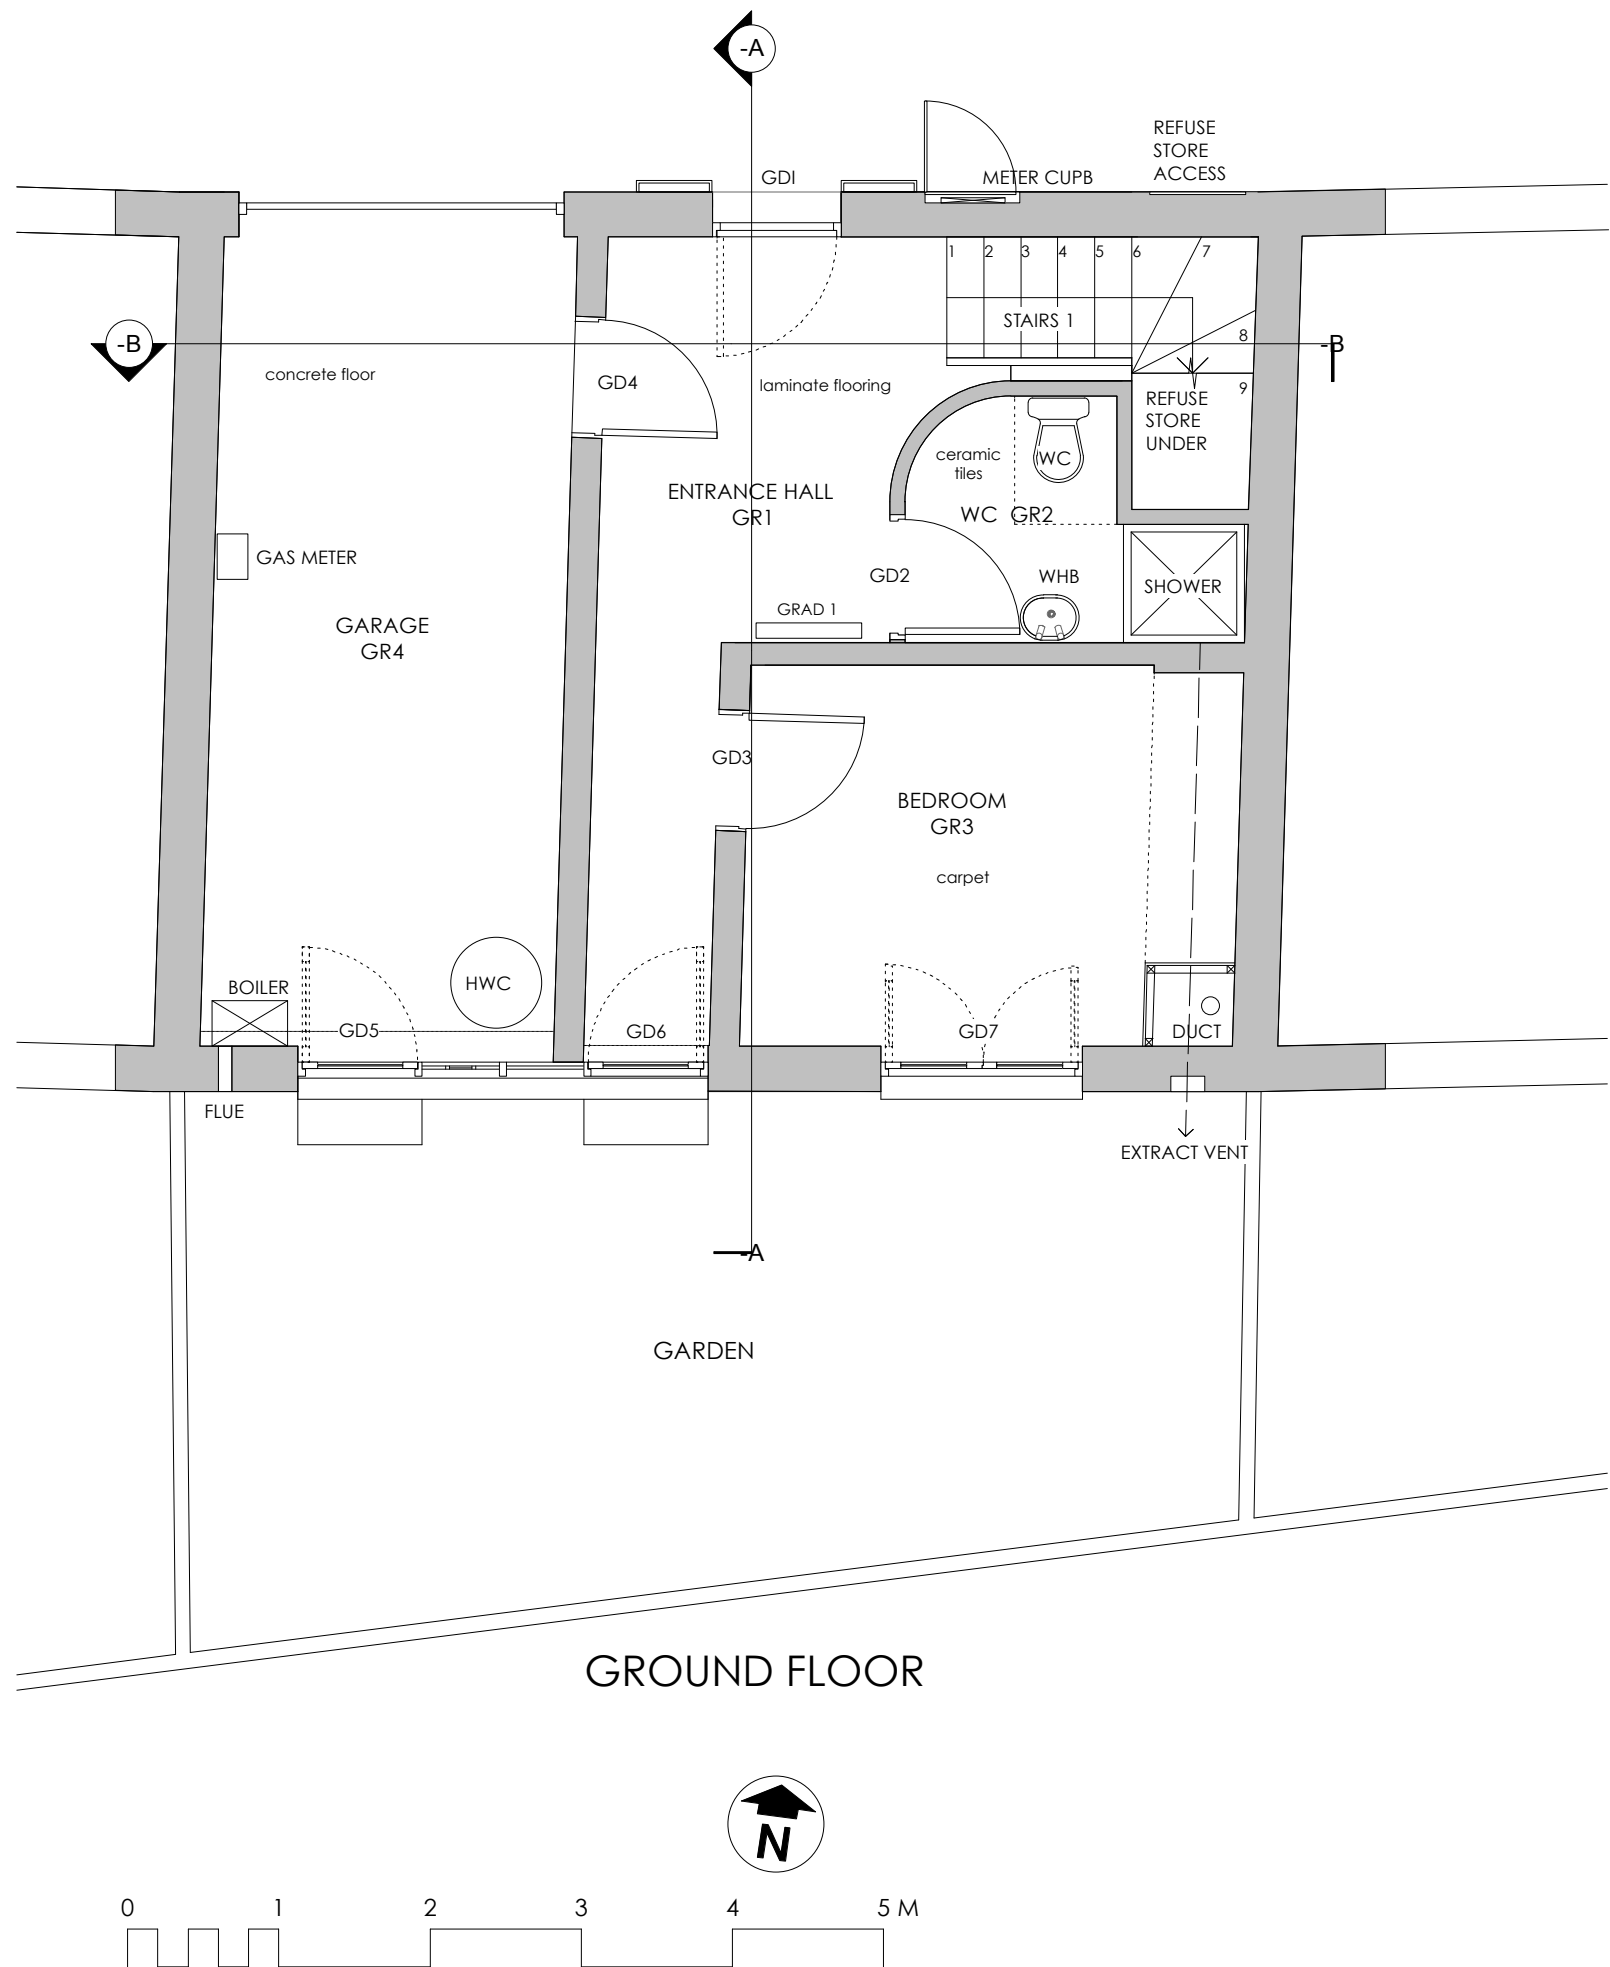 -A
REFUSE
STORE
ACCESS
GDI
METER CUPB
1 2 3 4 5 6 7
STAIRS 1
8
-B
-B
concrete floor
GD4
laminate flooring
9
REFUSE
STORE
UNDER
ceramic
tiles
WC
ENTRANCE HALL
GR1
WC GR2
GAS METER
GD2
WHB
SHOWER
GRAD 1
GARAGE
GR4
GD3
BEDROOM
GR3
carpet
BOILER
HWC
GD5
GD6
GD7
DUCT
FLUE
EXTRACT VENT
-A
GARDEN
GROUND FLOOR
N
0 1 2 3 4 5 M